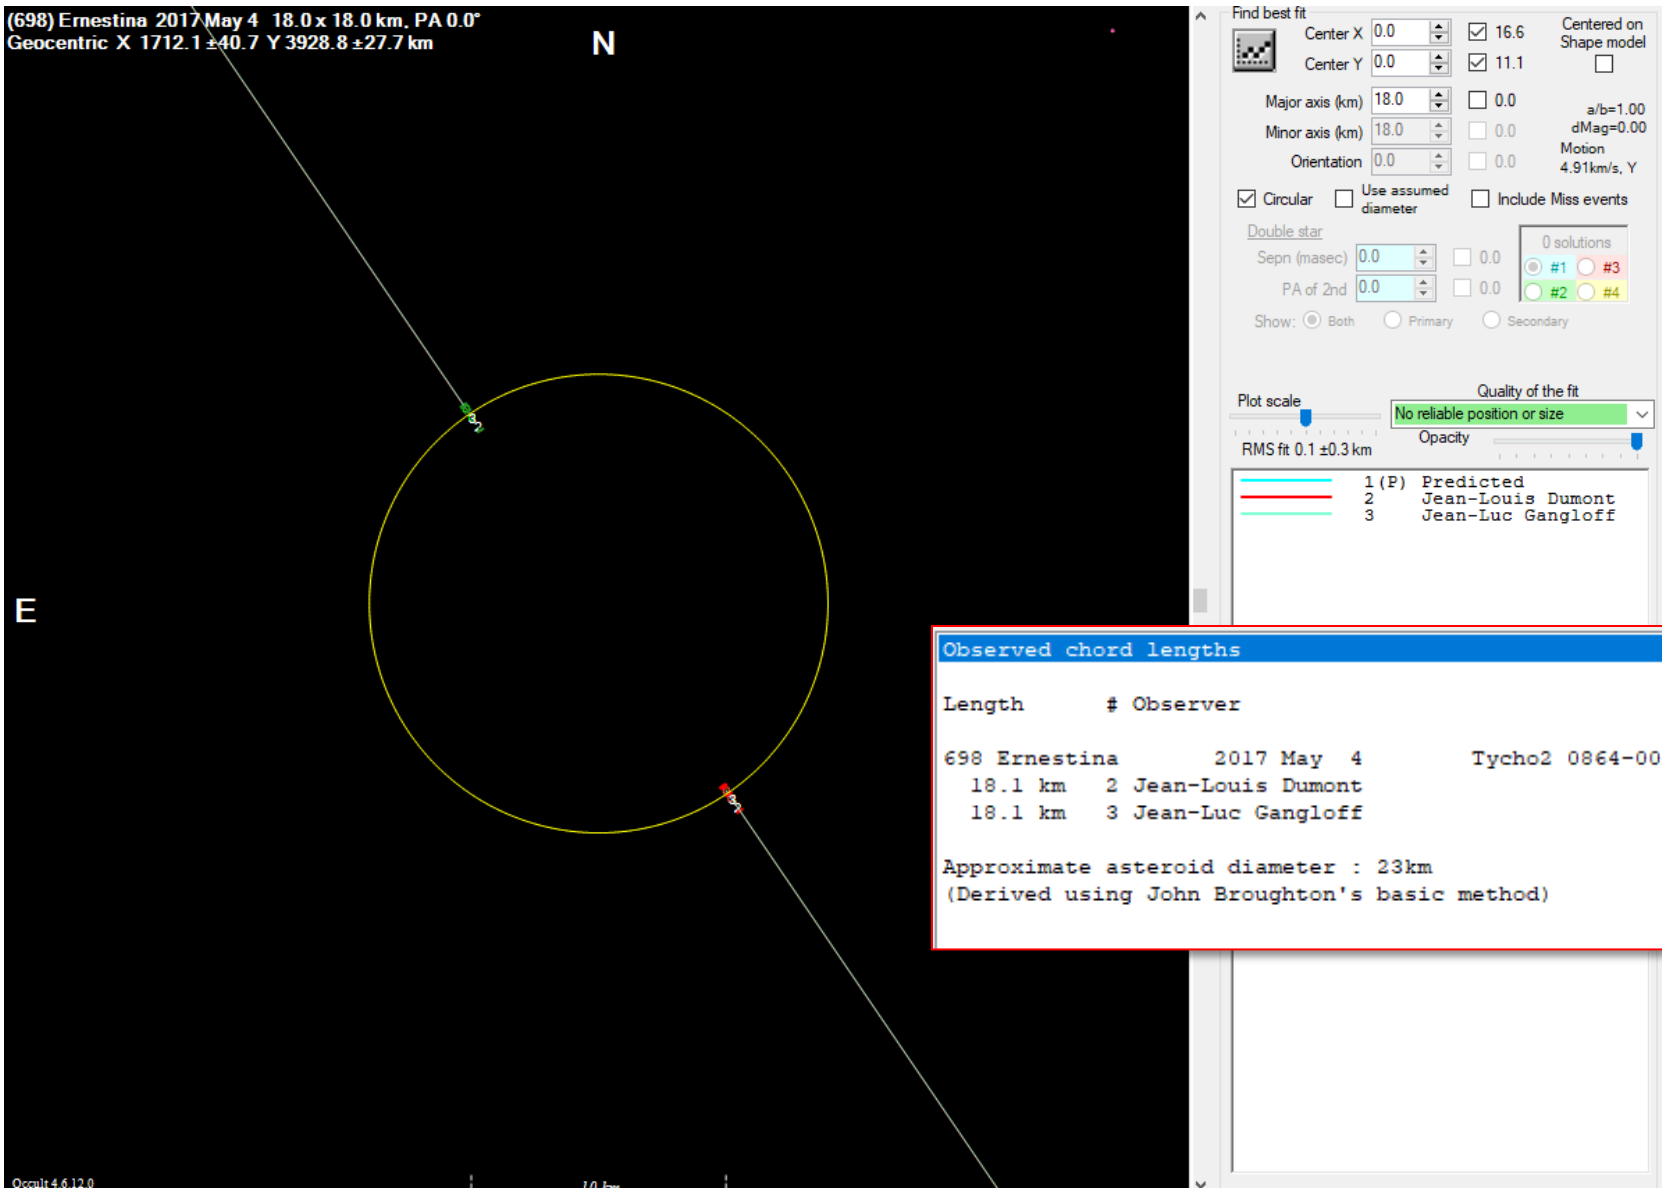 (698) Ernestina 2017 May 4 18.0 x 18.0 km, PA 0.0°
Geocentric X 1712.1 ±40.7 Y 3928.8 ±27.7 km
N
E
10 km
Occult 4.6.12.0
Find best fit
Center X 0.0 16.6
Center Y 0.0 11.1
Centered on
Shape model
Major axis (km) 18.0 0.0
Minor axis (km) 18.0 0.0
Orientation 0.0 0.0
a/b=1.00
dMag=0.00
Motion
4.91km/s, Y
Circular
Use assumed
diameter
Include Miss events
Double star
Sepn (masec) 0.0 0.0
PA of 2nd 0.0 0.0
0 solutions
#1 #3
#2 #4
Show: Both Primary Secondary
Plot scale
Quality of the fit
No reliable position or size
RMS fit 0.1 ±0.3 km
Opacity
1(P) Predicted
2 Jean-Louis Dumont
3 Jean-Luc Gangloff
Observed chord lengths
Length # Observer
698 Ernestina 2017 May 4 Tycho2 0864-00
18.1 km 2 Jean-Louis Dumont
18.1 km 3 Jean-Luc Gangloff
Approximate asteroid diameter : 23km
(Derived using John Broughton's basic method)